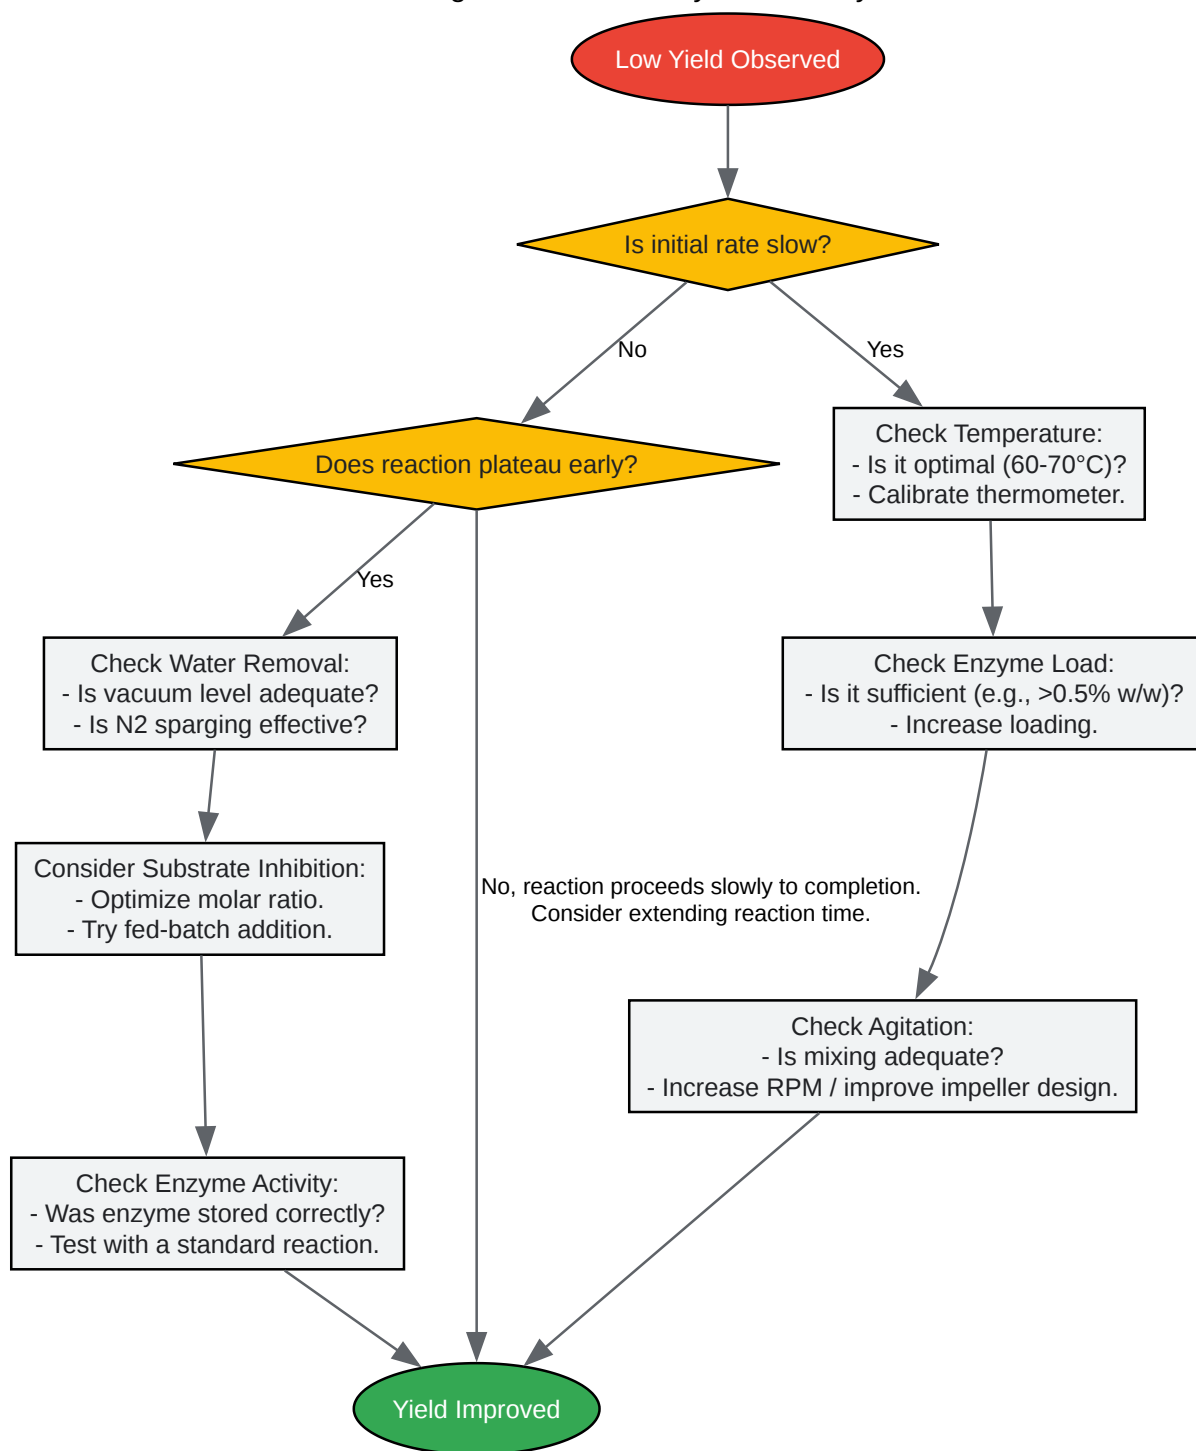 Low Yield Observed
Is initial rate slow?
No
Yes
Does reaction plateau early?
Check Temperature:
- Is it optimal (60-70°C)?
- Calibrate thermometer.
Yes
Check Water Removal:
- Is vacuum level adequate?
- Is N2 sparging effective?
Check Enzyme Load:
- Is it sufficient (e.g., >0.5% w/w)?
- Increase loading.
Consider Substrate Inhibition:
- Optimize molar ratio.
- Try fed-batch addition.
No, reaction proceeds slowly to completion.
Consider extending reaction time.
Check Agitation:
- Is mixing adequate?
- Increase RPM / improve impeller design.
Check Enzyme Activity:
- Was enzyme stored correctly?
- Test with a standard reaction.
Yield Improved